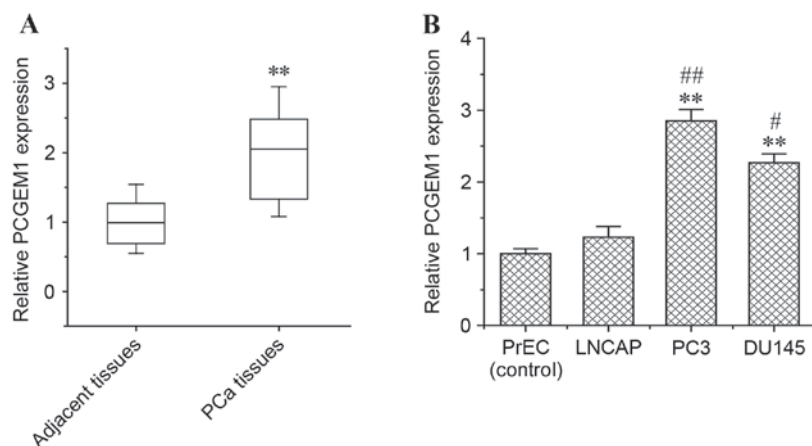 A
Relative PCGEM1 expression
3
2
1
0
**
Adjacent tissues
PCa tissues
B
Relative PCGEM1 expression
4
3
2
1
0
##
**
#
**
PrEC
(control)
LNCAP
PC3
DU145